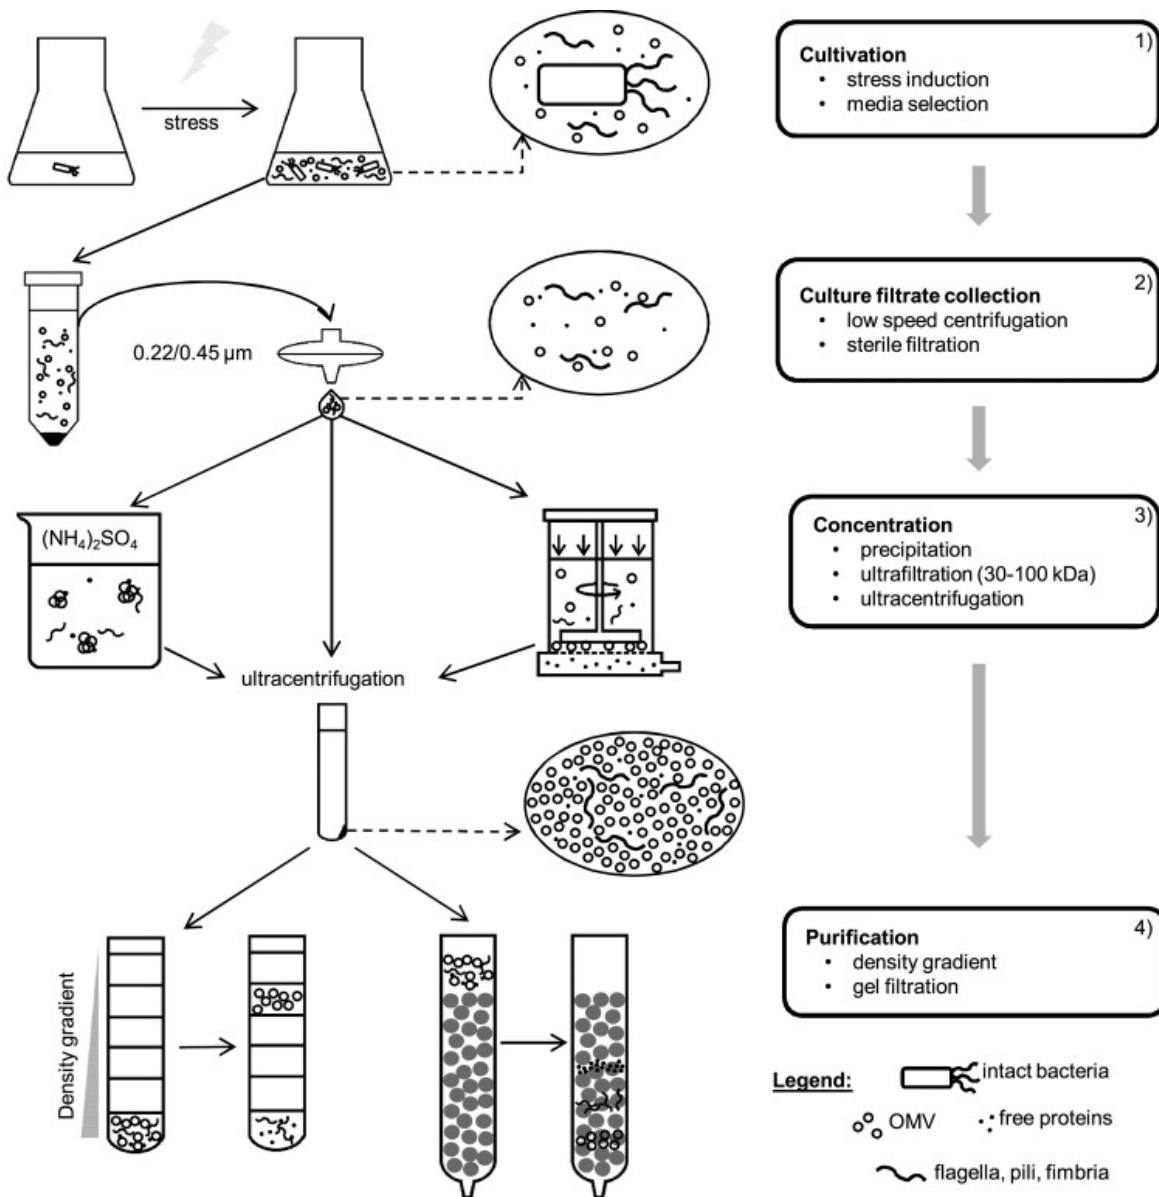 stress
1)
Cultivation
• stress induction
• media selection
0.22/0.45 µm
2)
Culture filtrate collection
• low speed centrifugation
• sterile filtration
(NH₄)₂SO₄
3)
Concentration
• precipitation
• ultrafiltration (30-100 kDa)
• ultracentrifugation
ultracentrifugation
4)
Purification
• density gradient
• gel filtration
Density gradient
Legend:
intact bacteria
OMV
free proteins
flagella, pili, fimbria